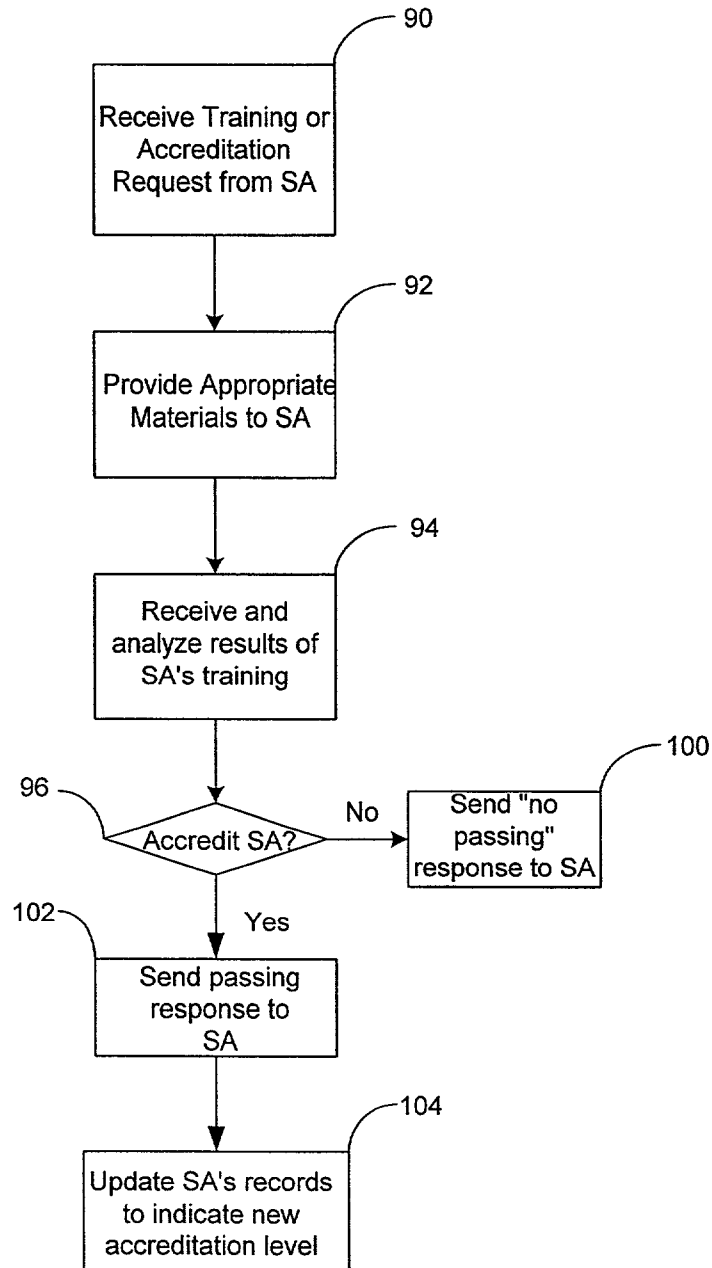 90
Receive Training or
Accreditation
Request from SA
92
Provide Appropriate
Materials to SA
94
Receive and
analyze results of
SA's training
96
Accredit SA?
No
100
Send "no
passing"
response to SA
Yes
102
Send passing
response to
SA
104
Update SA's records
to indicate new
accreditation level